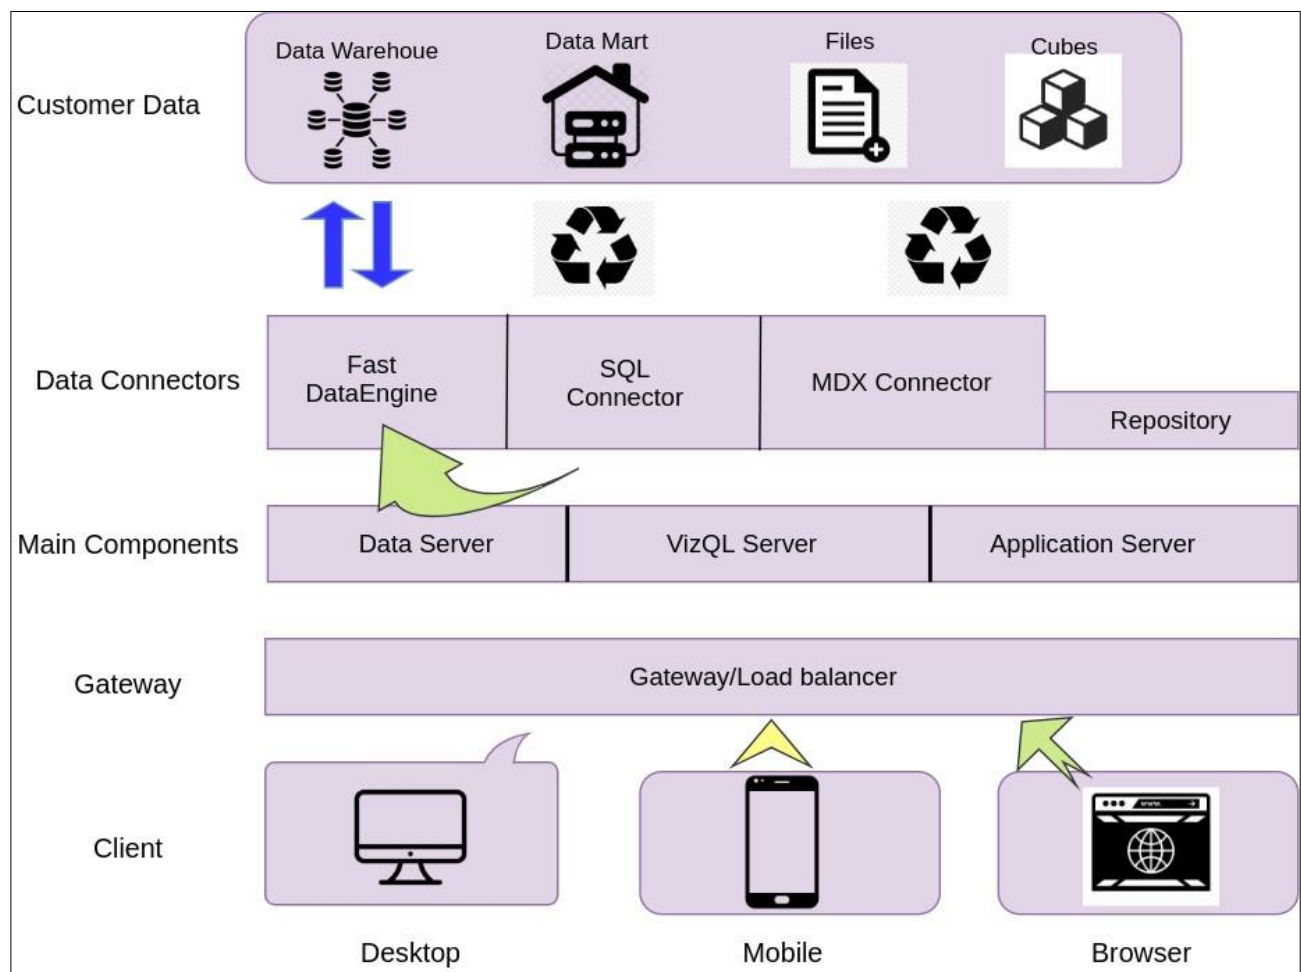 Data Warehoue
Data Mart
Files
Cubes
Customer Data
Data Connectors
Fast
DataEngine
SQL
Connector
MDX Connector
Repository
Main Components
Data Server
VizQL Server
Application Server
Gateway
Gateway/Load balancer
Client
www.
Desktop
Mobile
Browser